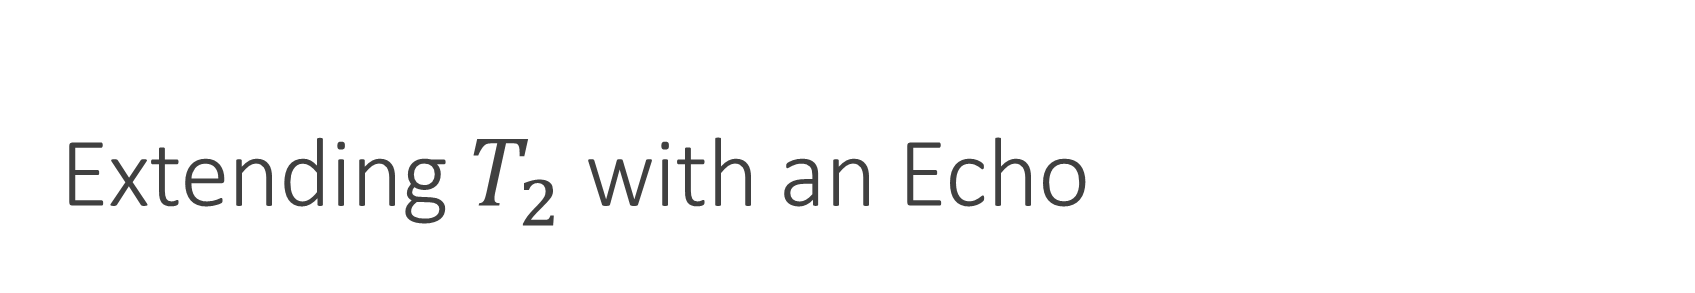 Extending T₂ with an Echo